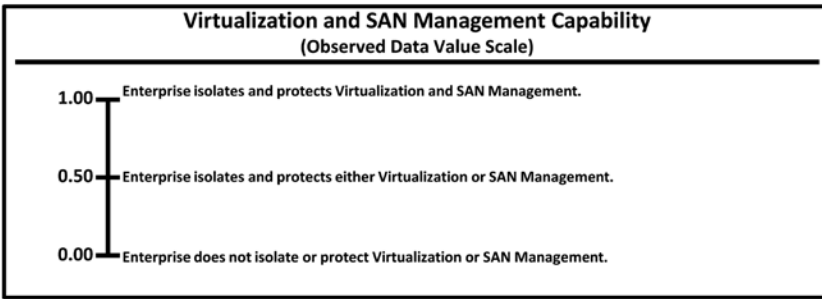 Virtualization and SAN Management Capability
(Observed Data Value Scale)
1.00 Enterprise isolates and protects Virtualization and SAN Management.
0.50 Enterprise isolates and protects either Virtualization or SAN Management.
0.00 Enterprise does not isolate or protect Virtualization or SAN Management.